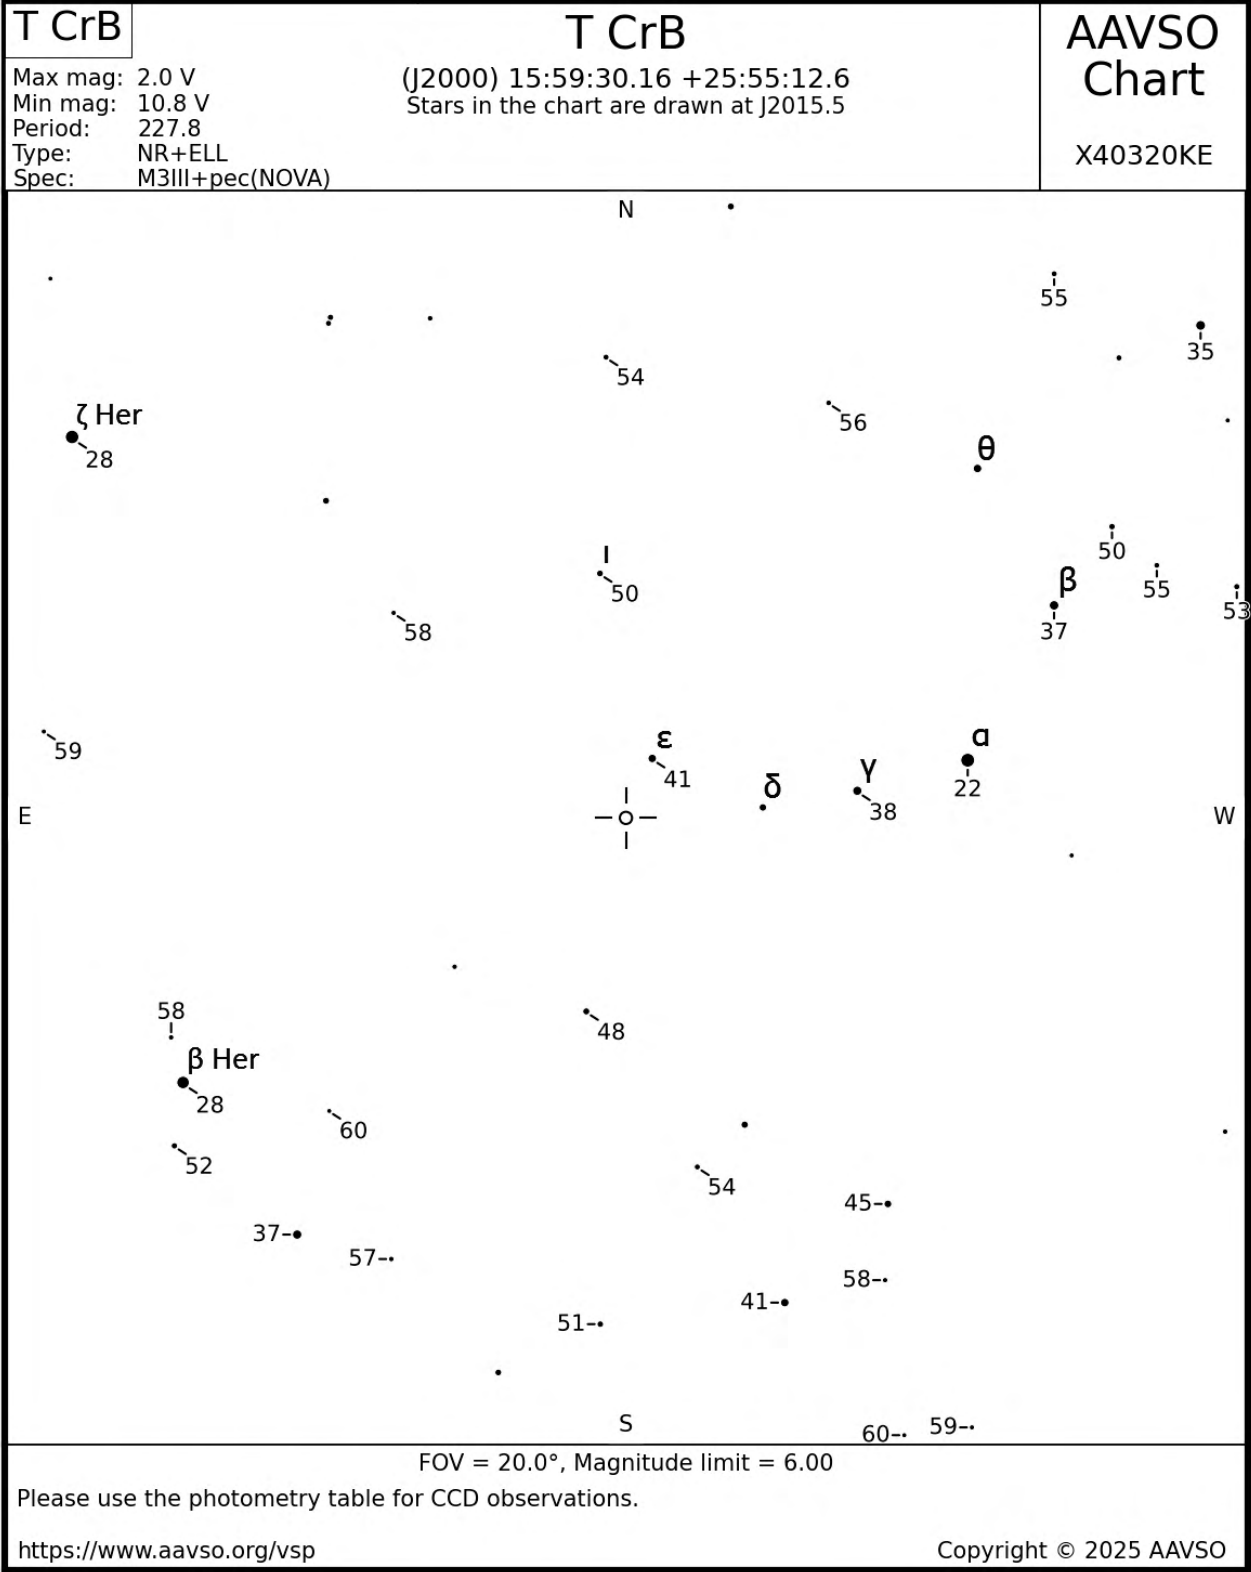 T CrB
Max mag: 2.0 V
Min mag: 10.8 V
Period: 227.8
Type: NR+ELL
Spec: M3III+pec(NOVA)
T CrB
(J2000) 15:59:30.16 +25:55:12.6
Stars in the chart are drawn at J2015.5
AAVSO
Chart
X40320KE
N
55
35
54
56
ζ Her
28
θ
ι
50
50
55
53
β
37
58
59
ε
41
δ
γ
38
α
22
E
W
58
48
β Her
28
60
52
54
45
37
57
58
41
51
S
60
59
FOV = 20.0°, Magnitude limit = 6.00
Please use the photometry table for CCD observations.
https://www.aavso.org/vsp
Copyright © 2025 AAVSO